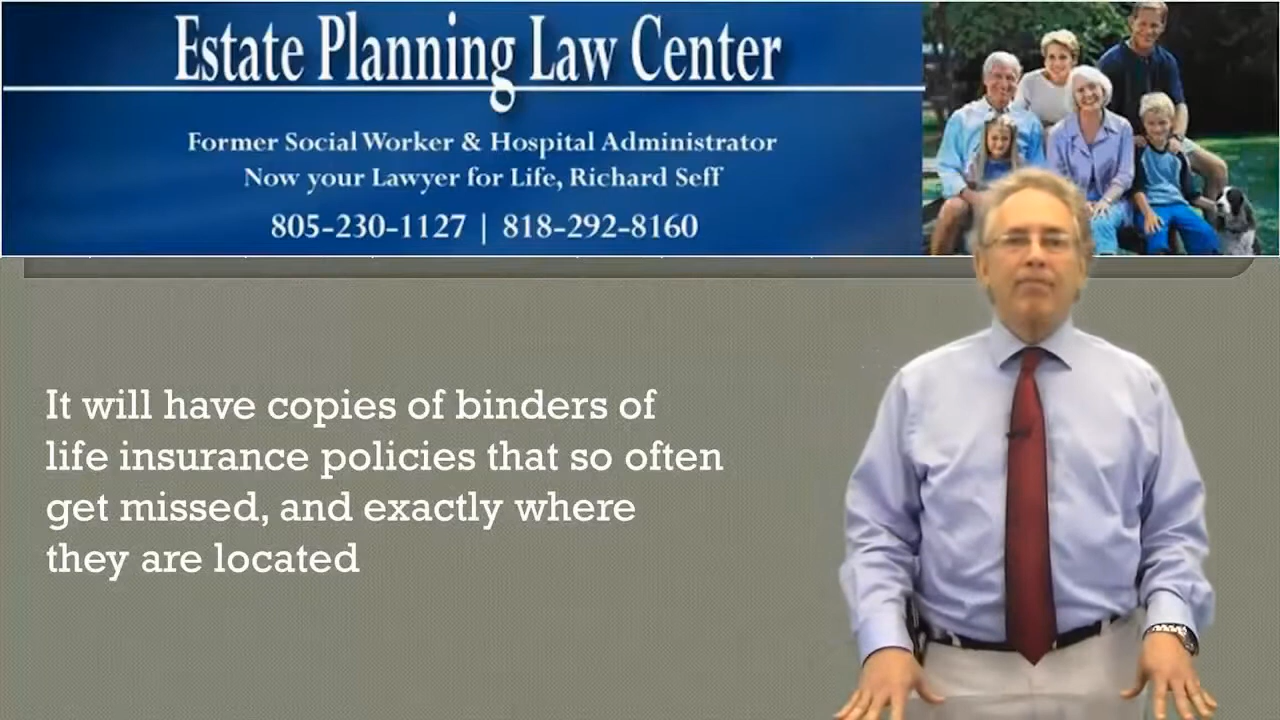 Estate Planning Law Center
Former Social Worker & Hospital Administrator
Now your Lawyer for Life, Richard Seff
805-230-1127 | 818-292-8160
It will have copies of binders of
life insurance policies that so often
get missed, and exactly where
they are located